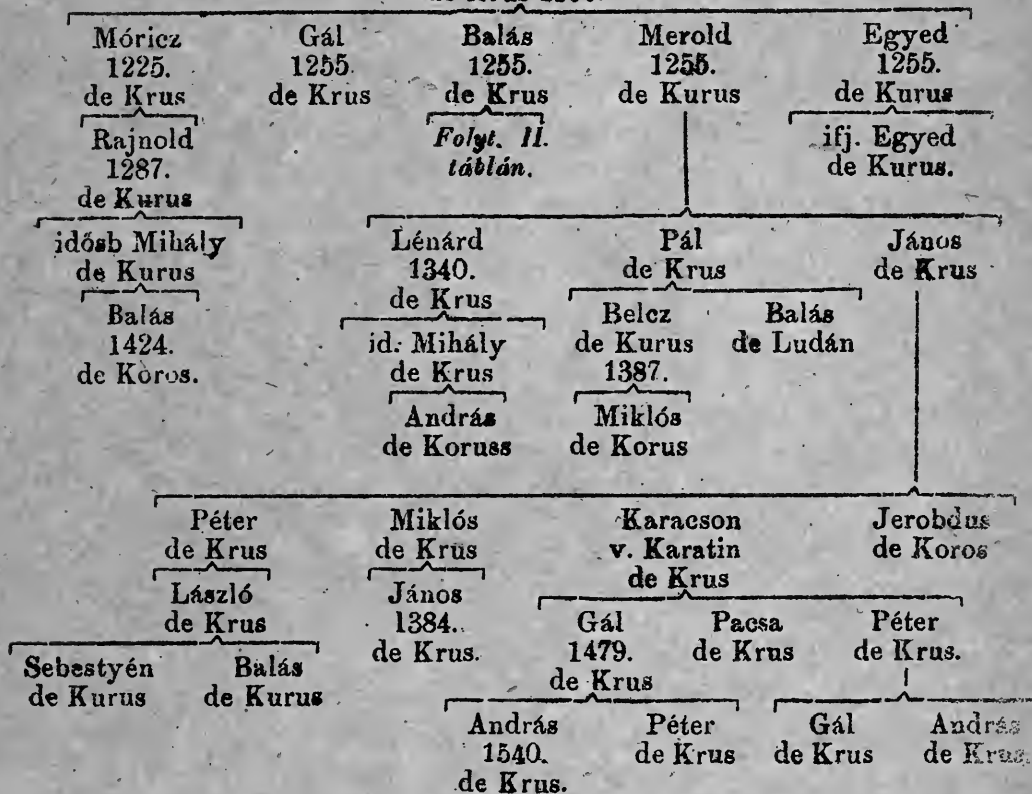 Móricz Gál Balás Merold Egyed
1225. 1255. 1255. 1255. 1255.
de Krus de Krus de Krus de Kurus de Kurus
Rajnold Folyt. II. ifj. Egyed
1287. táblán. de Kurus.
de Kurus
idősb Mihály Lénárd Pál János
de Kurus 1340. de Krus de Krus
de Krus
Balás Belcz Balás
1424. id. Mihály de Kurus de Ludán
de Koros. de Krus 1387.
András Miklós
de Koruss de Korus
Péter Miklós Karacson Jerobdus
de Krus de Krus v. Karatin de Koros
de Krus
László János
de Krus 1384. Gál Pacsa Péter
de Krus. 1479. de Krus de Krus.
Sebestyén Balás de Krus
de Kurus de Kurus
András Péter Gál András
1540. de Krus de Krus de Krus.
de Krus.